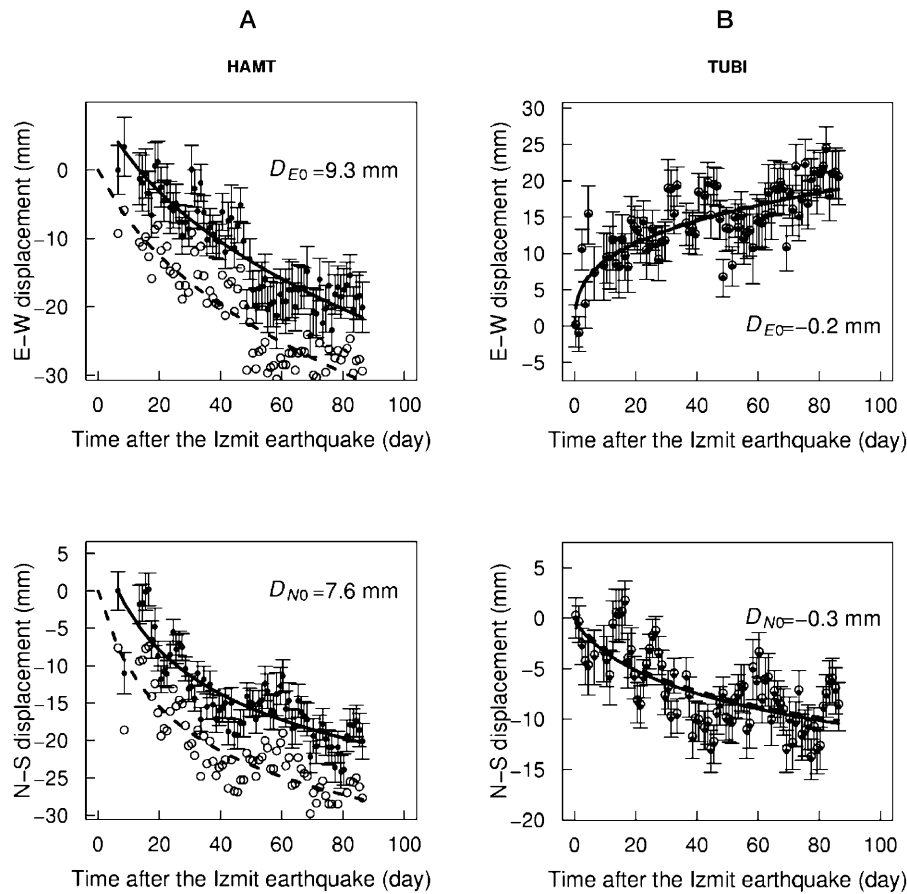 A
HAMT
E−W displacement (mm)
0
−10
−20
−30
D_E0=9.3 mm
0 20 40 60 80 100
Time after the Izmit earthquake (day)
B
TUBI
E−W displacement (mm)
30
25
20
15
10
5
0
−5
D_E0=−0.2 mm
0 20 40 60 80 100
Time after the Izmit earthquake (day)
N−S displacement (mm)
5
0
−5
−10
−15
−20
−25
−30
D_N0=7.6 mm
0 20 40 60 80 100
Time after the Izmit earthquake (day)
N−S displacement (mm)
5
0
−5
−10
−15
−20
D_N0=−0.3 mm
0 20 40 60 80 100
Time after the Izmit earthquake (day)